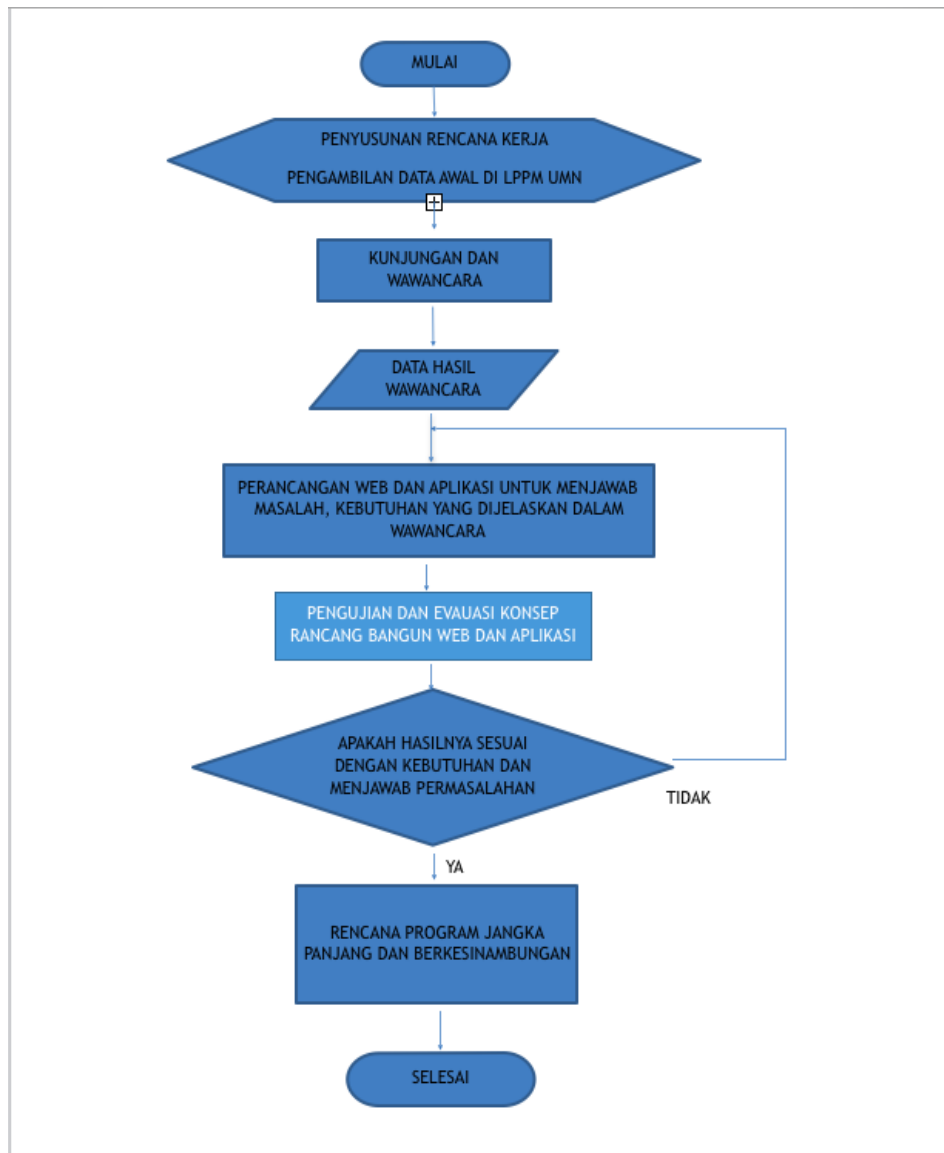 MULAI
PENYUSUNAN RENCANA KERJA
PENGAMBILAN DATA AWAL DI LPPM UMN
KUNJUNGAN DAN
WAWANCARA
DATA HASIL
WAWANCARA
PERANCANGAN WEB DAN APLIKASI UNTUK MENJAWAB
MASALAH, KEBUTUHAN YANG DIJELASKAN DALAM
WAWANCARA
PENGUJIAN DAN EVAUASI KONSEP
RANCANG BANGUN WEB DAN APLIKASI
APAKAH HASILNYA SESUAI
DENGAN KEBUTUHAN DAN
MENJAWAB PERMASALAHAN
TIDAK
YA
RENCANA PROGRAM JANGKA
PANJANG DAN BERKESINAMBUNGAN
SELESAI